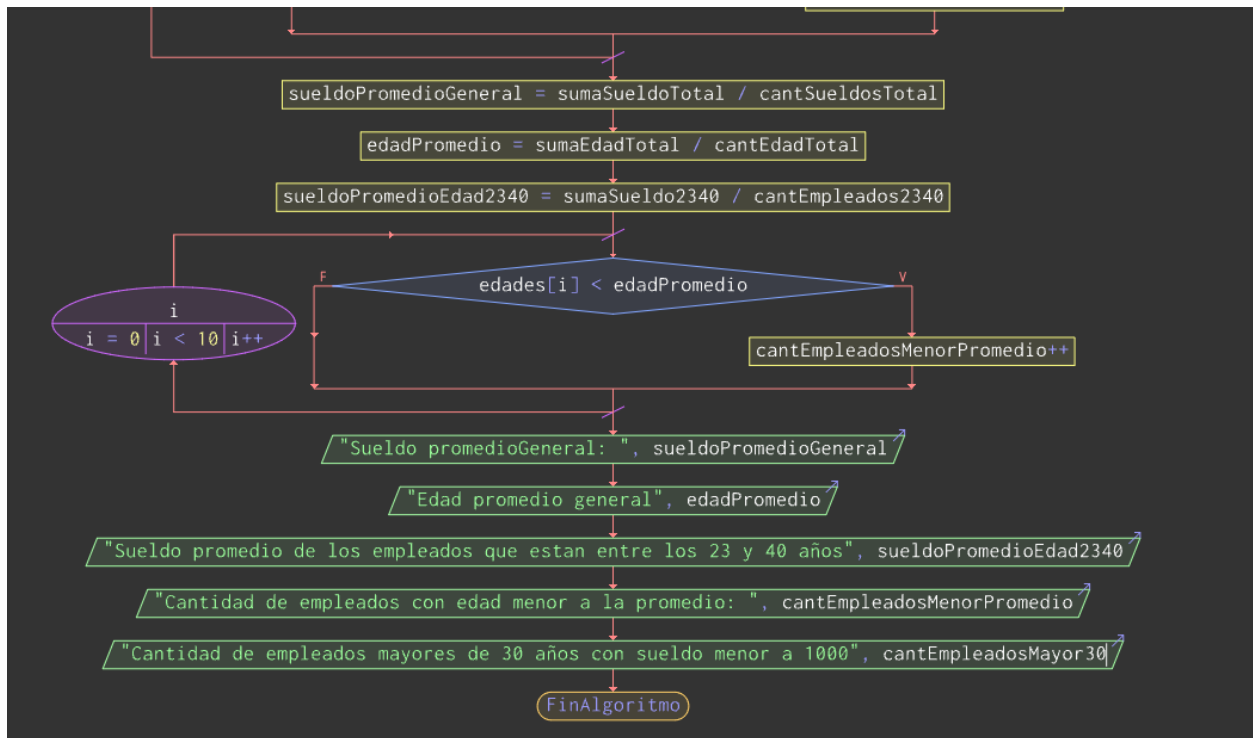 sueldoPromedioGeneral = sumaSueldoTotal / cantSueldosTotal
edadPromedio = sumaEdadTotal / cantEdadTotal
sueldoPromedioEdad2340 = sumaSueldo2340 / cantEmpleados2340
F
edades[i] < edadPromedio
V
i
i = 0 i < 10 i++
cantEmpleadosMenorPromedio++
"Sueldo promedioGeneral: ", sueldoPromedioGeneral
"Edad promedio general", edadPromedio
"Sueldo promedio de los empleados que estan entre los 23 y 40 años", sueldoPromedioEdad2340
"Cantidad de empleados con edad menor a la promedio: ", cantEmpleadosMenorPromedio
"Cantidad de empleados mayores de 30 años con sueldo menor a 1000", cantEmpleadosMayor30
FinAlgoritmo